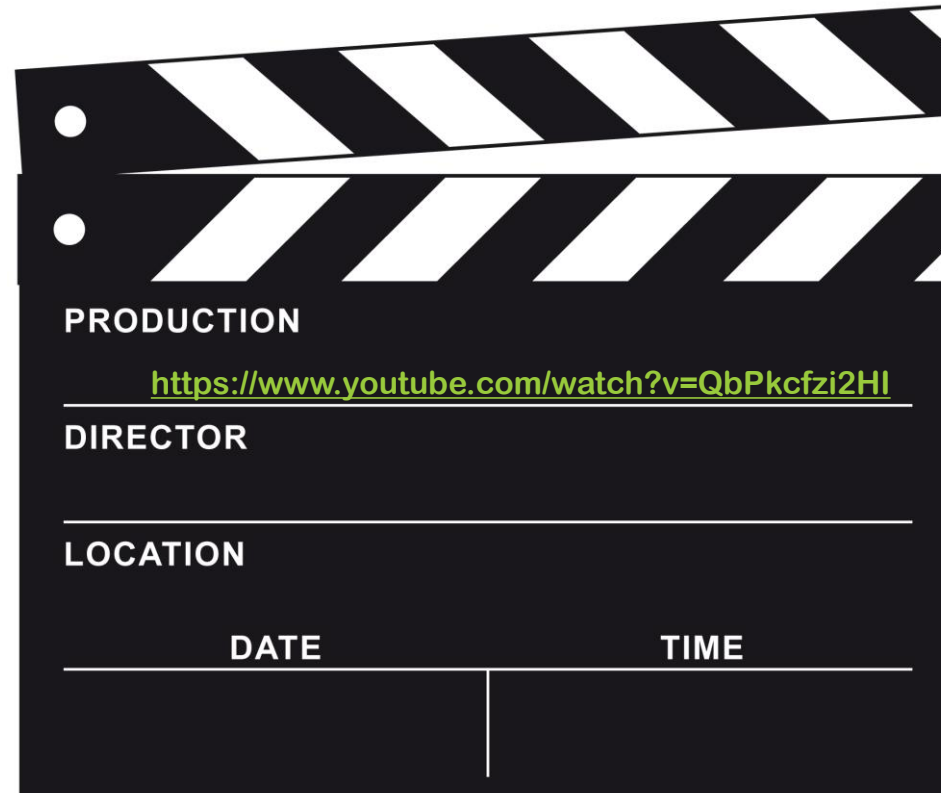 PRODUCTION
https://www.youtube.com/watch?v=QbPkcfzi2HI
DIRECTOR
LOCATION
DATE TIME